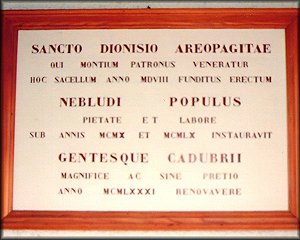 SANCTO DIONISIO AREOPAGITAE
QUI MONTIUM PATRONUS VENERATUR
HOC SACELLUM ANNO MDVIII FUNDITUS ERECTUM
NEBLUDI POPULUS
PIETATE ET LABORE
SUB ANNIS MCMX ET MCMLX INSTAURAVIT
GENTESQUE CADUBRII
MAGNIFICE AC SINE PRETIO
ANNO MCMLXXXI RENOVAVERE